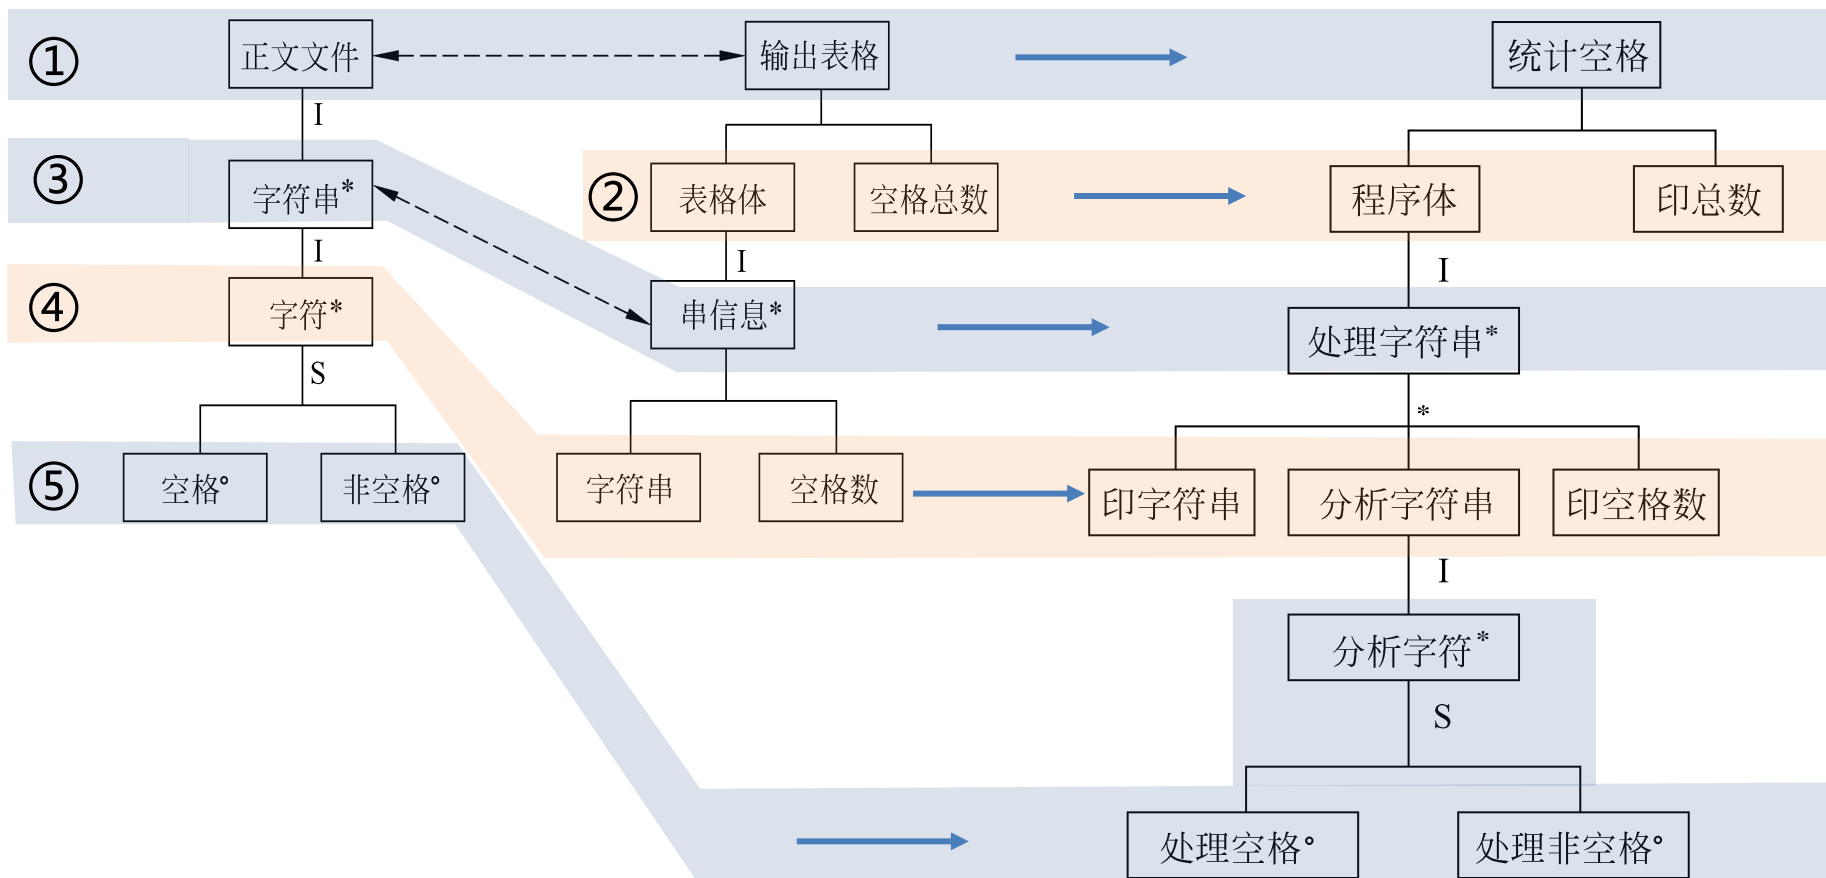 ① 正文文件 输出表格 统计空格
I
③ 字符串* ② 表格体 空格总数 程序体 印总数
I I I
④ 字符* 串信息* 处理字符串*
S *
⑤ 空格° 非空格° 字符串 空格数 印字符串 分析字符串 印空格数
I
分析字符*
S
处理空格° 处理非空格°